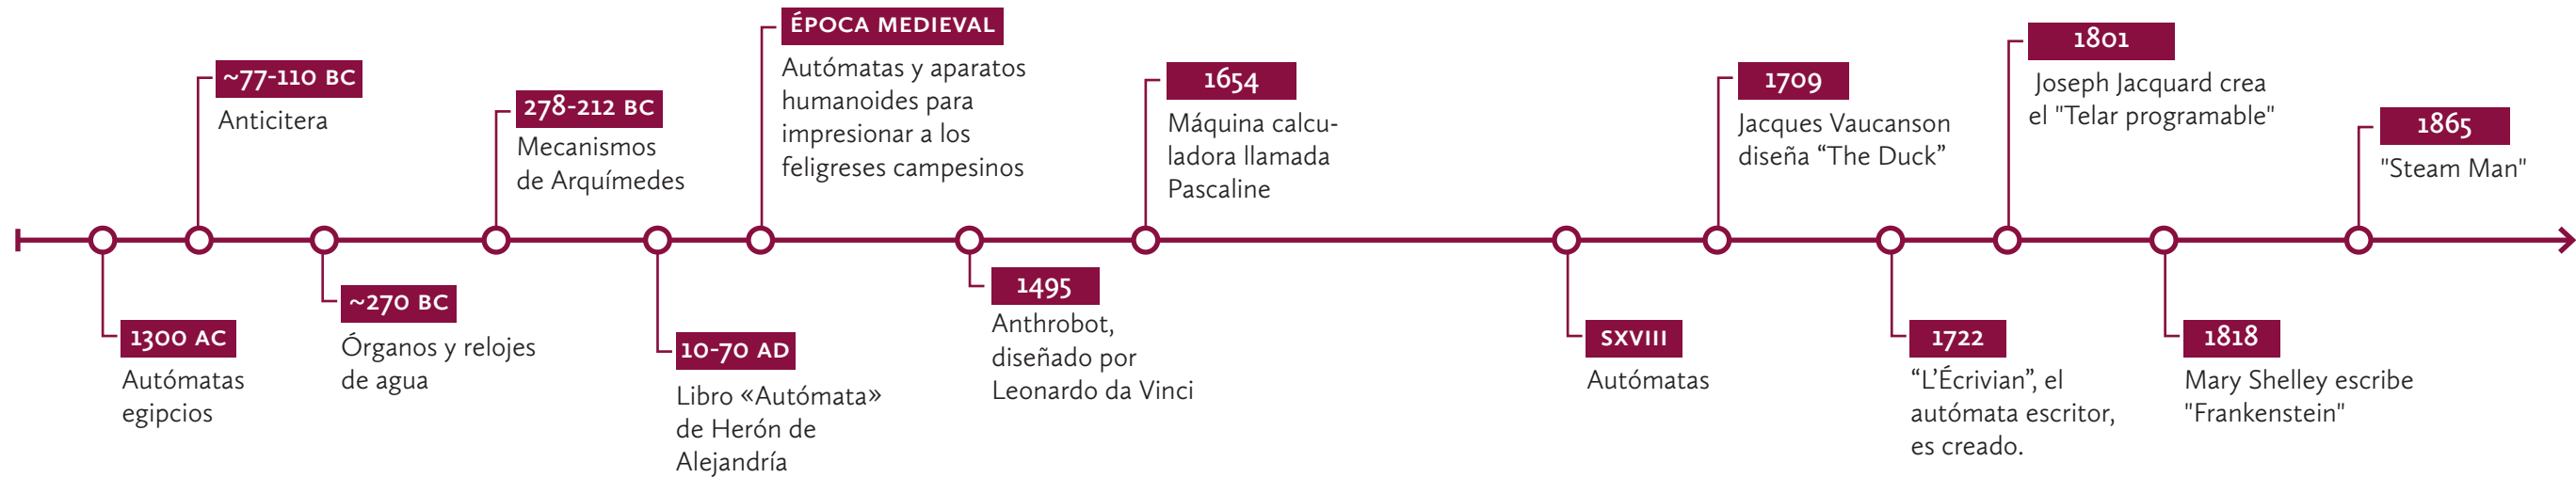 1300 AC
Autómatas
egipcios
~77-110 BC
Anticitera
~270 BC
Órganos y relojes
de agua
278-212 BC
Mecanismos
de Arquímedes
10-70 AD
Libro «Autómata»
de Herón de
Alejandría
ÉPOCA MEDIEVAL
Autómatas y aparatos
humanoides para
impresionar a los
feligreses campesinos
1495
Anthrobot,
diseñado por
Leonardo da Vinci
1654
Máquina calcu-
ladora llamada
Pascaline
SXVIII
Autómatas
1709
Jacques Vaucanson
diseña “The Duck”
1722
“L’Écrivian”, el
autómata escritor,
es creado.
1801
Joseph Jacquard crea
el "Telar programable"
1818
Mary Shelley escribe
"Frankenstein"
1865
"Steam Man"